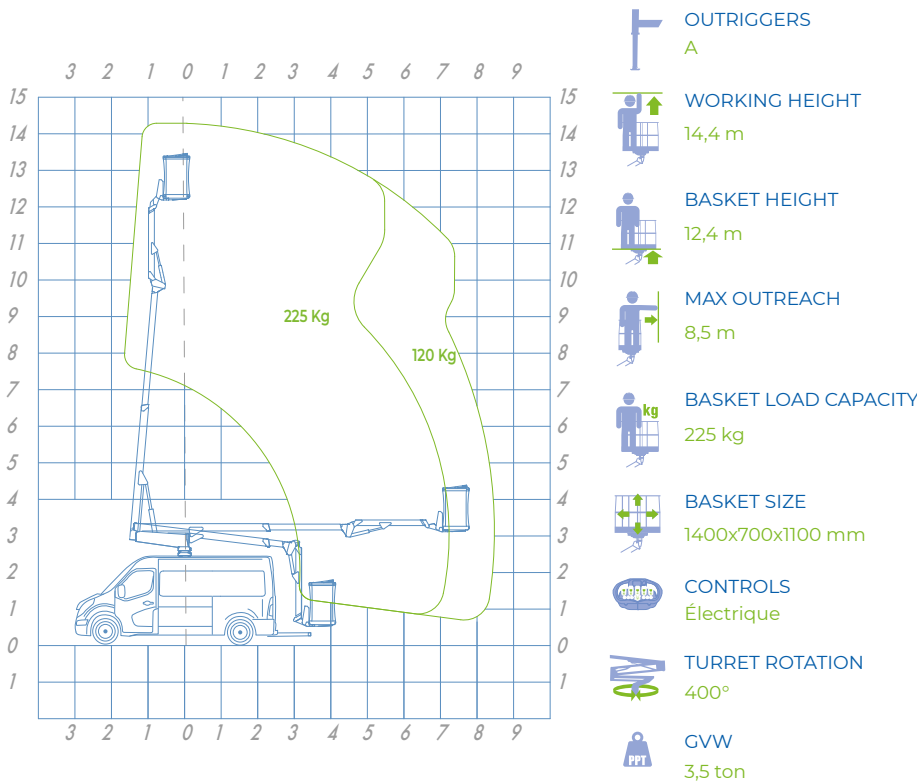 3 2 1 0 1 2 3 4 5 6 7 8 9
15 15
14 14
13 13
12 12
11 11
10 10
9 9
225 Kg
8 8
120 Kg
7 7
6 6
5 5
4 4
3 3
2 2
1 1
0 0
1 1
3 2 1 0 1 2 3 4 5 6 7 8 9
OUTRIGGERS
A
WORKING HEIGHT
14,4 m
BASKET HEIGHT
12,4 m
MAX OUTREACH
8,5 m
kg
BASKET LOAD CAPACITY
225 kg
BASKET SIZE
1400x700x1100 mm
CONTROLS
Électrique
TURRET ROTATION
400°
PPT
GVW
3,5 ton